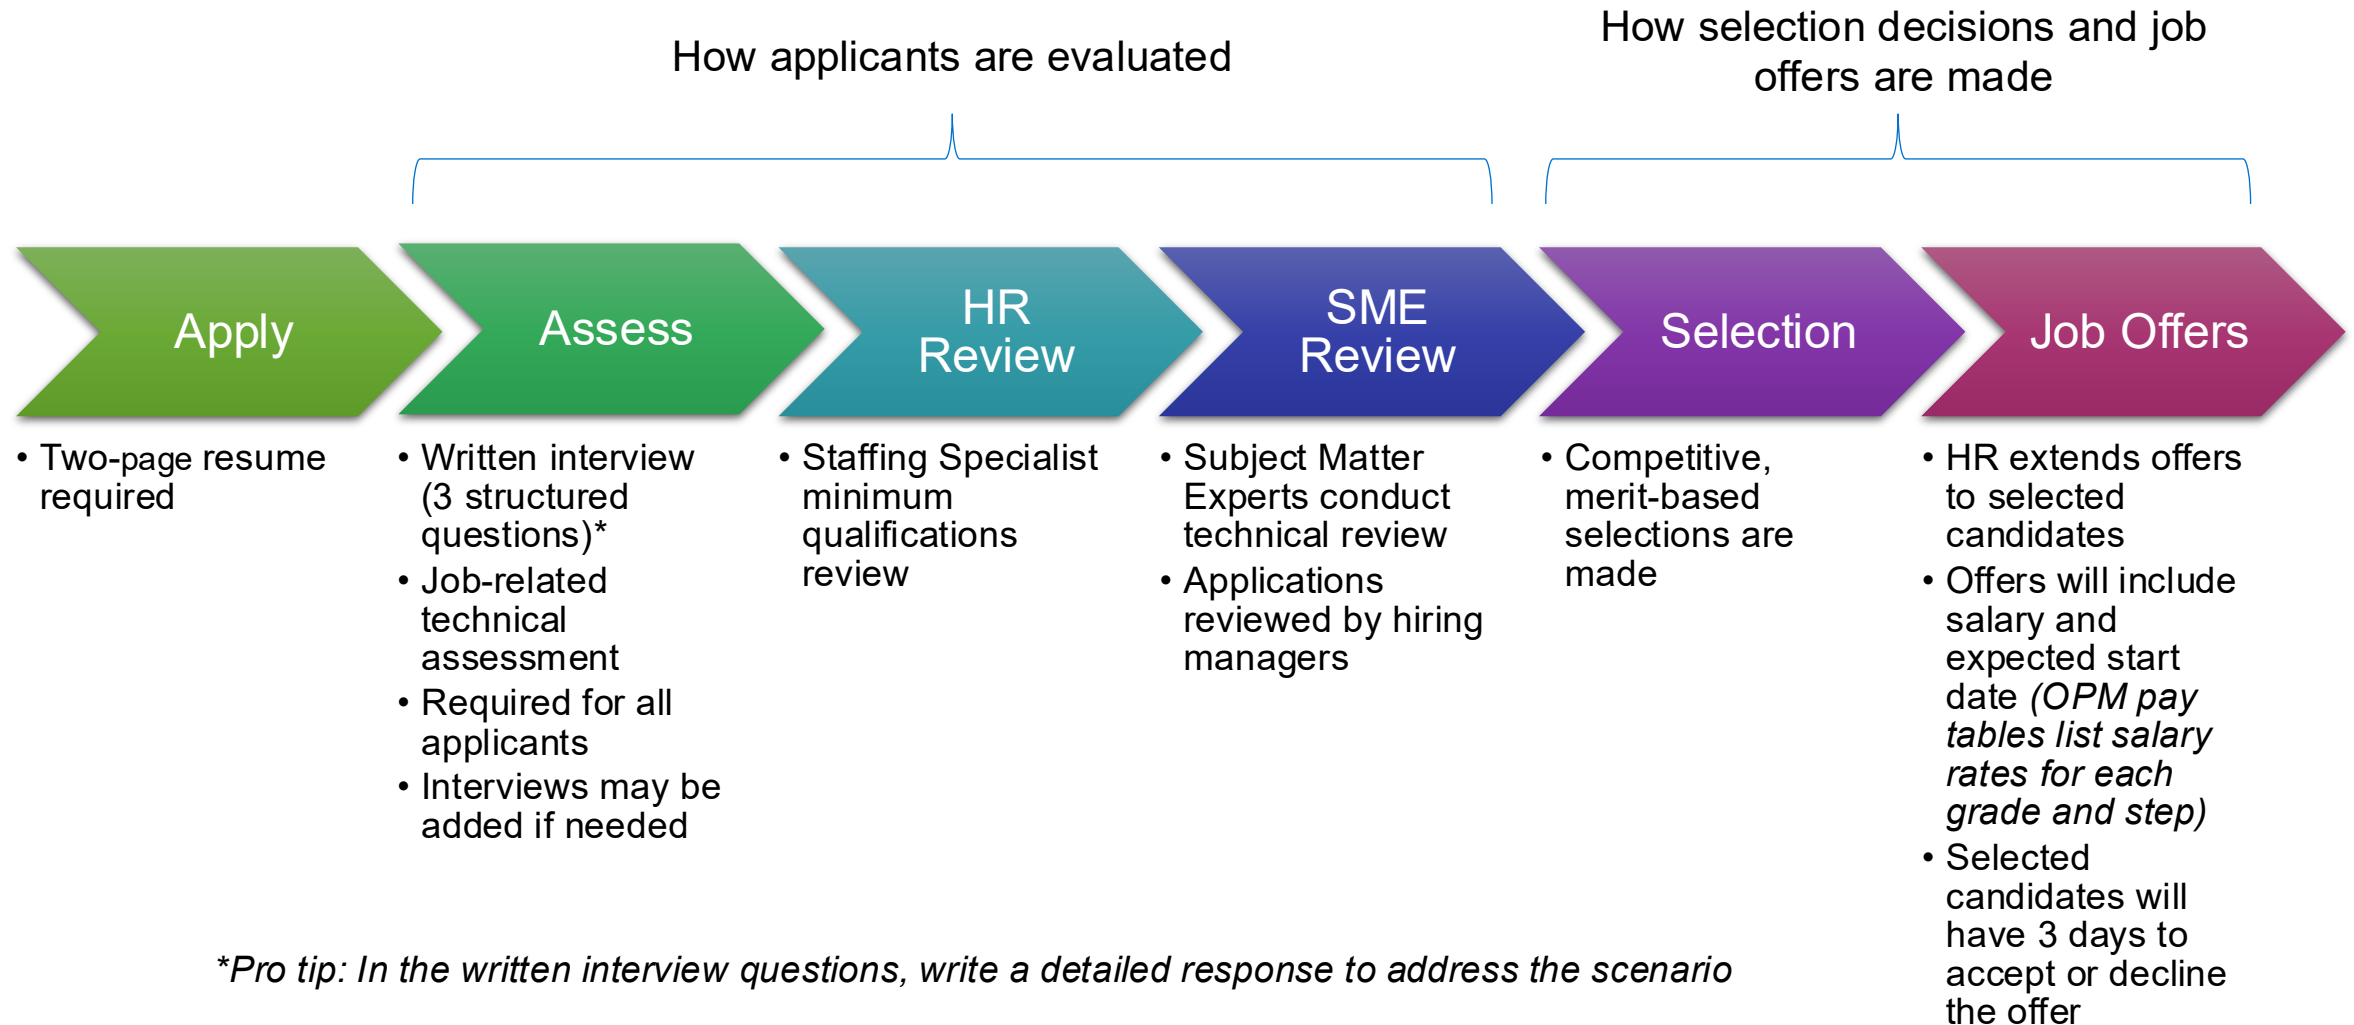 How applicants are evaluated
How selection decisions and job
offers are made
Apply
Assess
HR
Review
SME
Review
Selection
Job Offers
• Two-page resume
required
• Written interview
(3 structured
questions)*
• Job-related
technical
assessment
• Required for all
applicants
• Interviews may be
added if needed
• Staffing Specialist
minimum
qualifications
review
• Subject Matter
Experts conduct
technical review
• Applications
reviewed by hiring
managers
• Competitive,
merit-based
selections are
made
• HR extends offers
to selected
candidates
• Offers will include
salary and
expected start
date (OPM pay
tables list salary
rates for each
grade and step)
• Selected
candidates will
have 3 days to
accept or decline
the offer
*Pro tip: In the written interview questions, write a detailed response to address the scenario